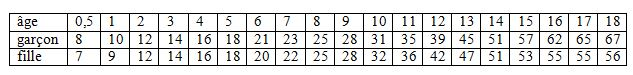 âge 0,5 1 2 3 4 5 6 7 8 9 10 11 12 13 14 15 16 17 18
garçon 8 10 12 14 16 18 21 23 25 28 31 35 39 45 51 57 62 65 67
fille 7 9 12 14 16 18 20 22 25 28 32 36 42 47 51 53 55 55 56